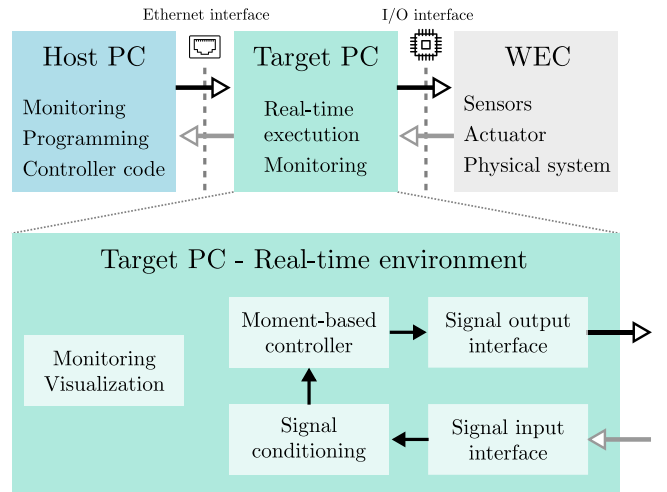 Ethernet interface
I/O interface
Host PC
Monitoring
Programming
Controller code
Target PC
Real-time
exectution
Monitoring
WEC
Sensors
Actuator
Physical system
Target PC - Real-time environment
Monitoring
Visualization
Moment-based
controller
Signal output
interface
Signal
conditioning
Signal input
interface